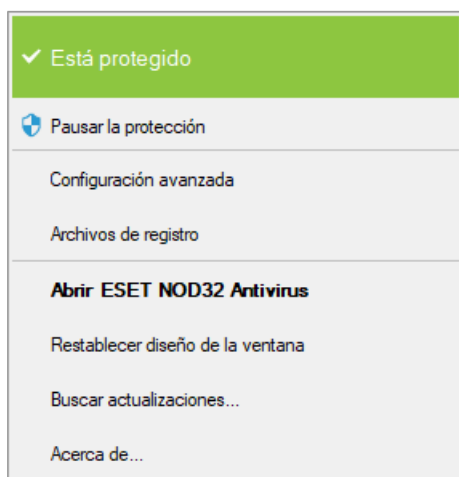 Está protegido
Pausar la protección
Configuración avanzada
Archivos de registro
Abrir ESET NOD32 Antivirus
Restablecer diseño de la ventana
Buscar actualizaciones...
Acerca de...